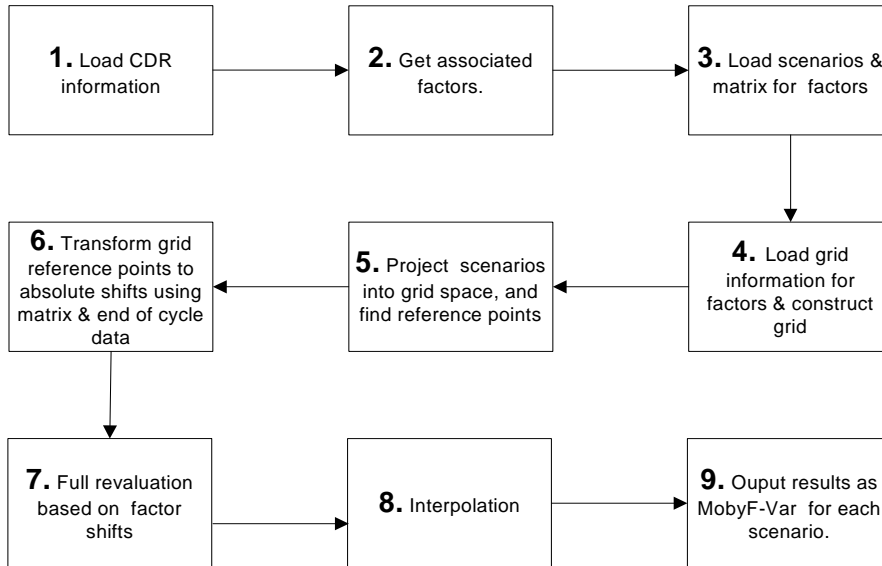 1. Load CDR
information
2. Get associated
factors.
3. Load scenarios &
matrix for factors
4. Load grid
information for
factors & construct
grid
5. Project scenarios
into grid space, and
find reference points
6. Transform grid
reference points to
absolute shifts using
matrix & end of cycle
data
7. Full revaluation
based on factor
shifts
8. Interpolation
9. Ouput results as
MobyF-Var for each
scenario.